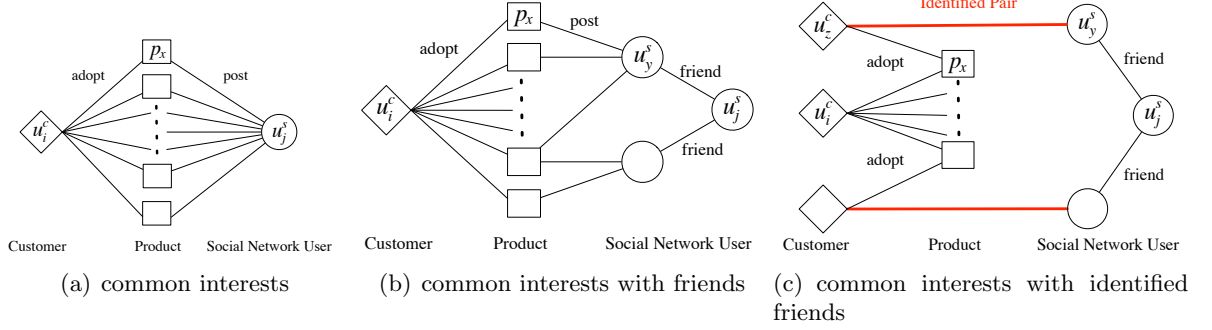 p_x
adopt
post
u_i^c
u_j^s
Customer
Product
Social Network User
(a) common interests
p_x
post
adopt
u_y^s
friend
u_i^c
u_j^s
friend
Customer
Product
Social Network User
(b) common interests with friends
Identified Pair
u_z^c
u_y^s
adopt
p_x
friend
u_i^c
u_j^s
adopt
friend
Customer
Product
Social Network User
(c) common interests with identified
friends